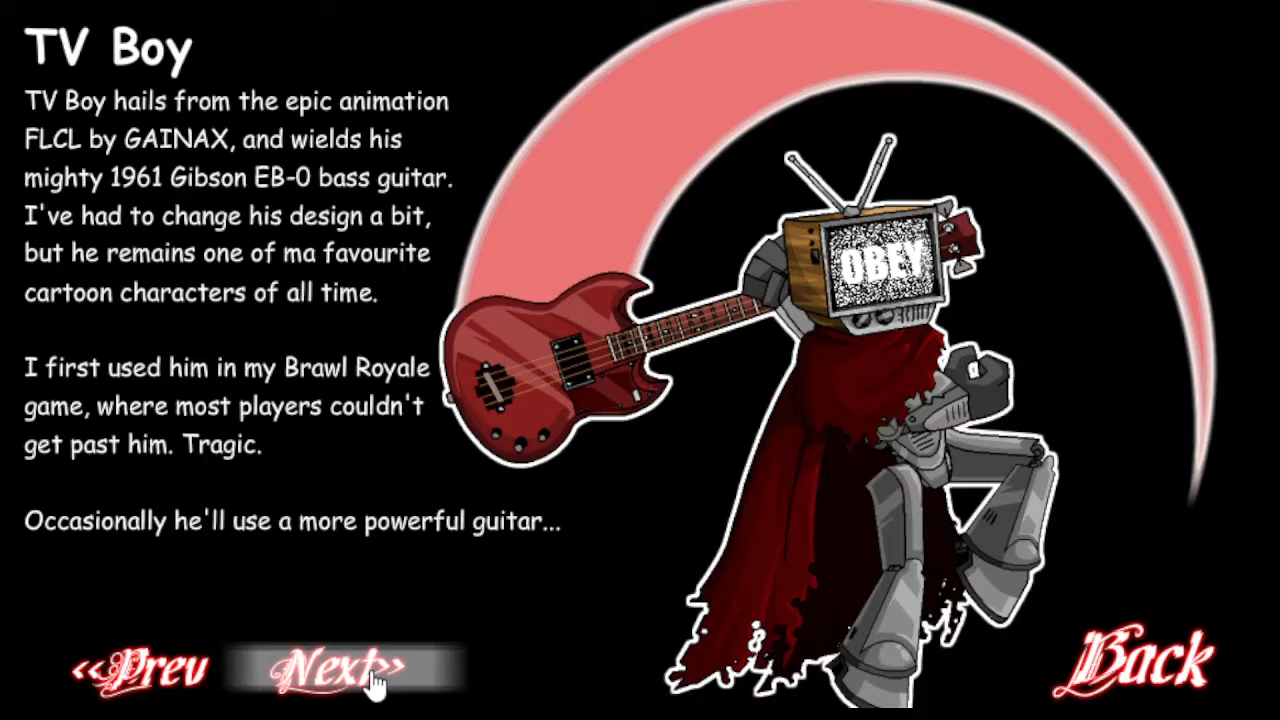 TV Boy
TV Boy hails from the epic animation
FLCL by GAINAX, and wields his
mighty 1961 Gibson EB-0 bass guitar.
I've had to change his design a bit,
but he remains one of ma favourite
cartoon characters of all time.
I first used him in my Brawl Royale
game, where most players couldn't
get past him. Tragic.
Occasionally he'll use a more powerful guitar...
OBEY
<<Prev
Next>>
Back